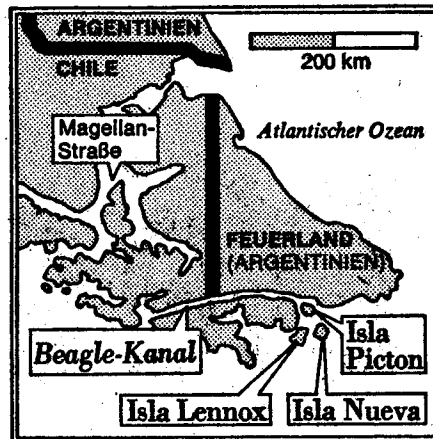 ARGENTINIEN
CHILE
200 km
Magellan-
Straße
Atlantischer Ozean
FEUERLAND
(ARGENTINIEN)
Beagle-Kanal
Isla
Picton
Isla Lennox
Isla Nueva